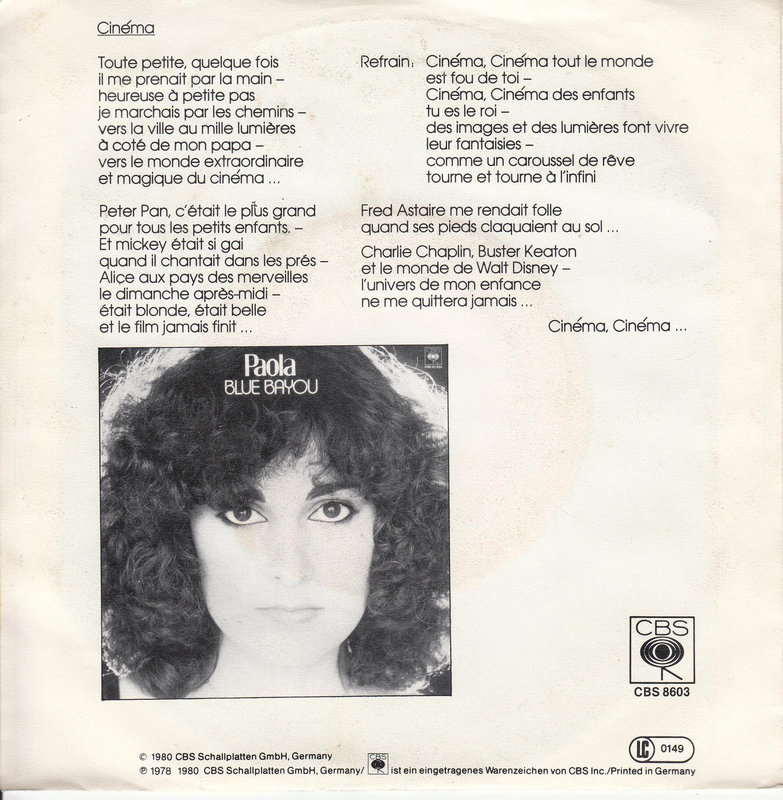 Cinéma
Toute petite, quelque fois
il me prenait par la main –
heureuse à petite pas
je marchais par les chemins –
vers la ville au mille lumières
à coté de mon papa –
vers le monde extraordinaire
et magique du cinéma ...
Peter Pan, c'était le plus grand
pour tous les petits enfants. –
Et mickey était si gai
quand il chantait dans les prés –
Alice aux pays des merveilles
le dimanche après-midi –
était blonde, était belle
et le film jamais finit ...
Refrain: Cinéma, Cinéma tout le monde
est fou de toi –
Cinéma, Cinéma des enfants
tu es le roi –
des images et des lumières font vivre
leur fantaisies –
comme un caroussel de rêve
tourne et tourne à l'infini
Fred Astaire me rendait folle
quand ses pieds claquaient au sol ...
Charlie Chaplin, Buster Keaton
et le monde de Walt Disney –
l'univers de mon enfance
ne me quittera jamais ...
Cinéma, Cinéma ...
Paola
BLUE BAYOU
CBS
CBS
CBS 8603
LC 0149
© 1980 CBS Schallplatten GmbH, Germany
℗ 1978 1980 CBS Schallplatten GmbH, Germany/ CBS ist ein eingetragenes Warenzeichen von CBS Inc./Printed in Germany